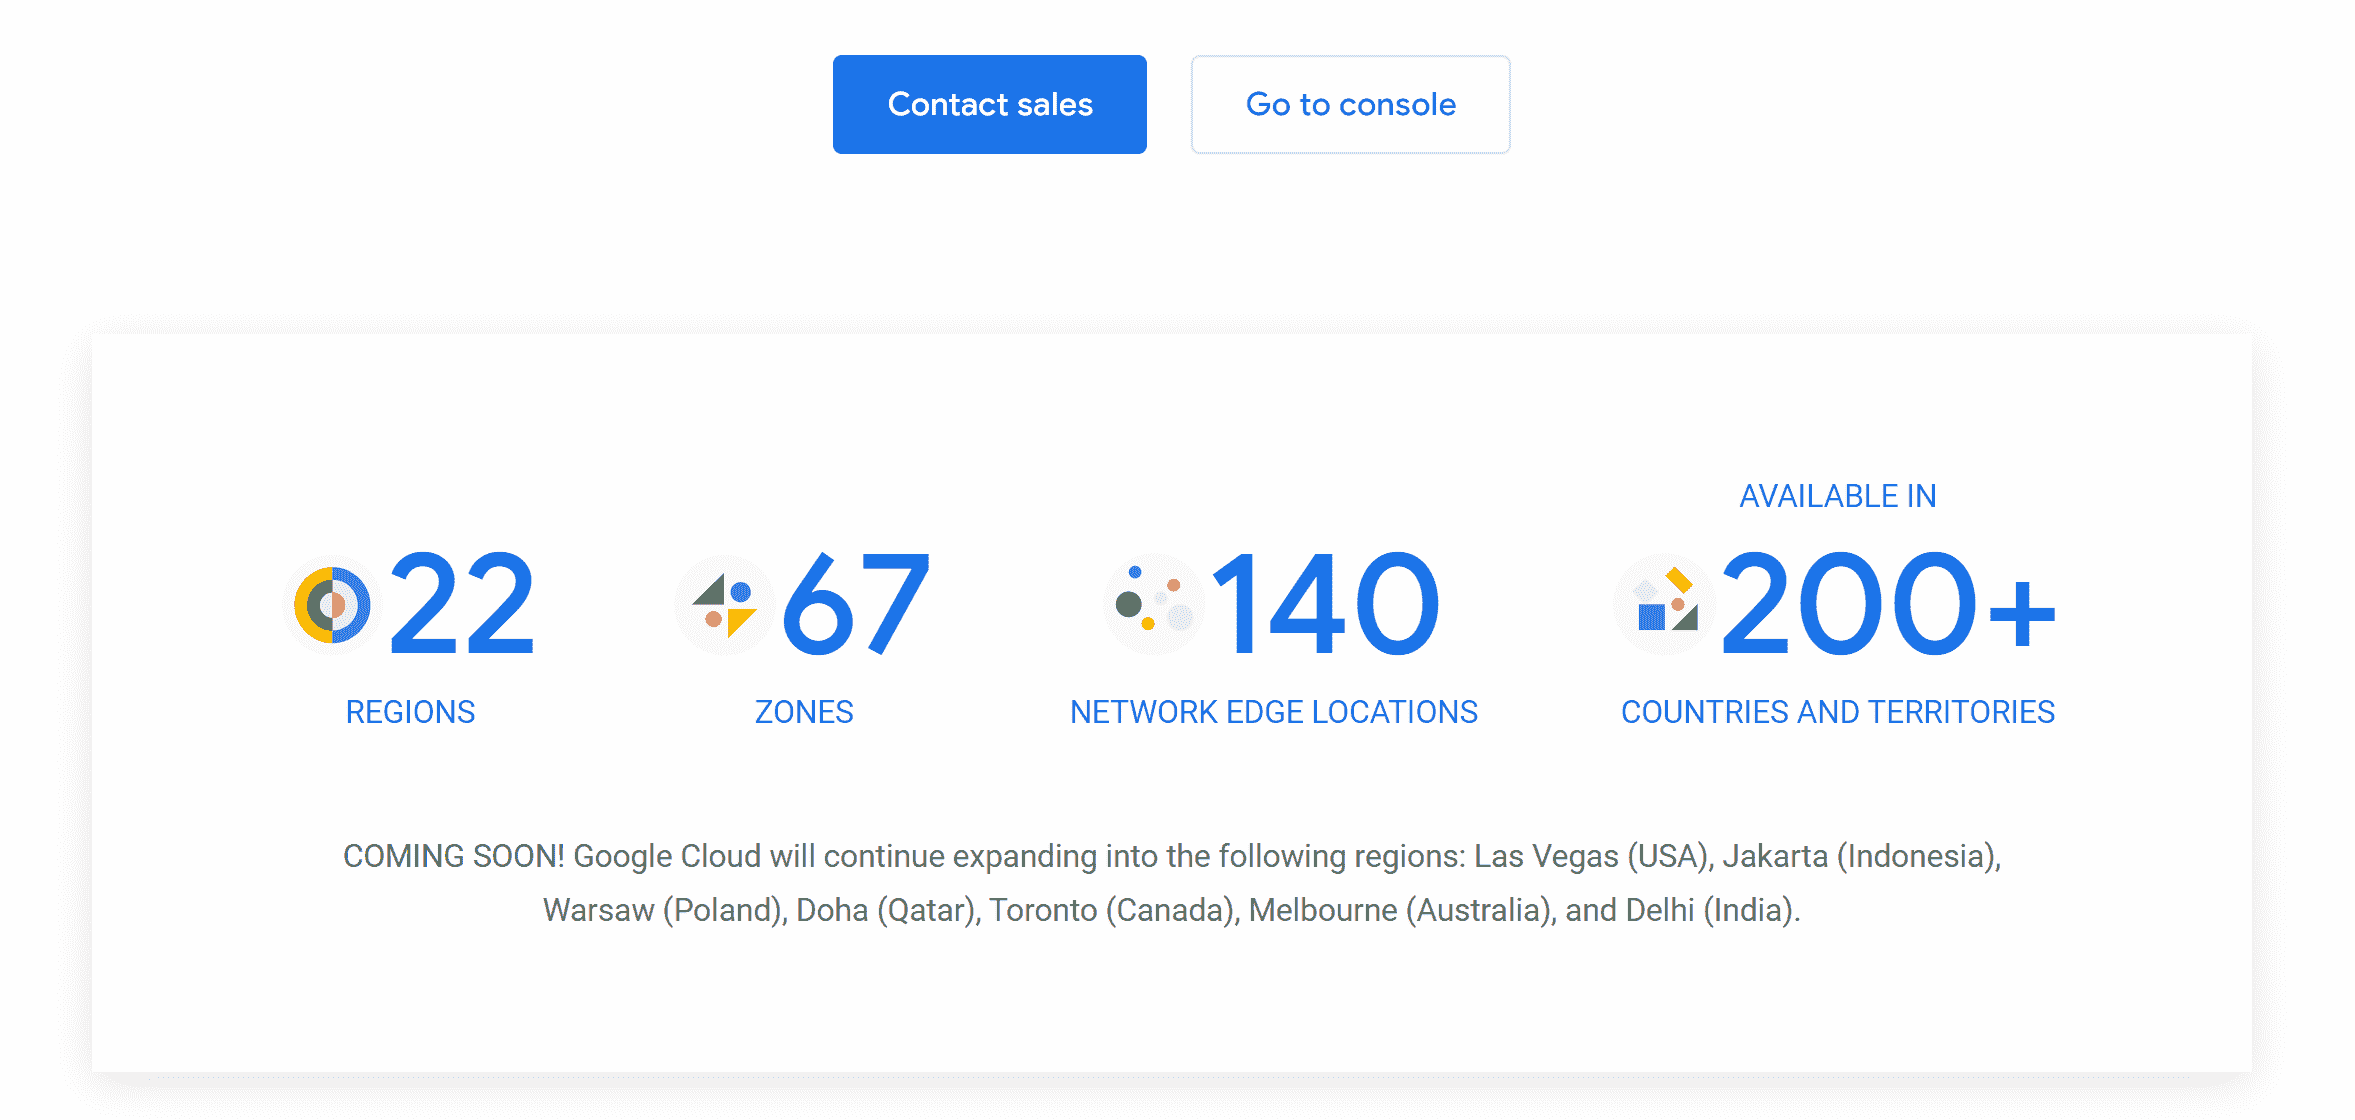 Contact sales
Go to console
AVAILABLE IN
22
67
140
200+
REGIONS
ZONES
NETWORK EDGE LOCATIONS
COUNTRIES AND TERRITORIES
COMING SOON! Google Cloud will continue expanding into the following regions: Las Vegas (USA), Jakarta (Indonesia),
Warsaw (Poland), Doha (Qatar), Toronto (Canada), Melbourne (Australia), and Delhi (India).